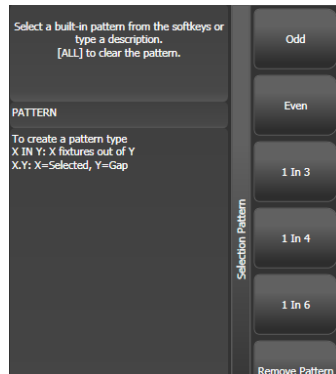 Select a built-in pattern from the softkeys or
type a description.
[ALL] to clear the pattern.
PATTERN
To create a pattern type
X IN Y: X fixtures out of Y
X.Y: X=Selected, Y=Gap
Selection Pattern
Odd
Even
1 In 3
1 In 4
1 In 6
Remove Pattern